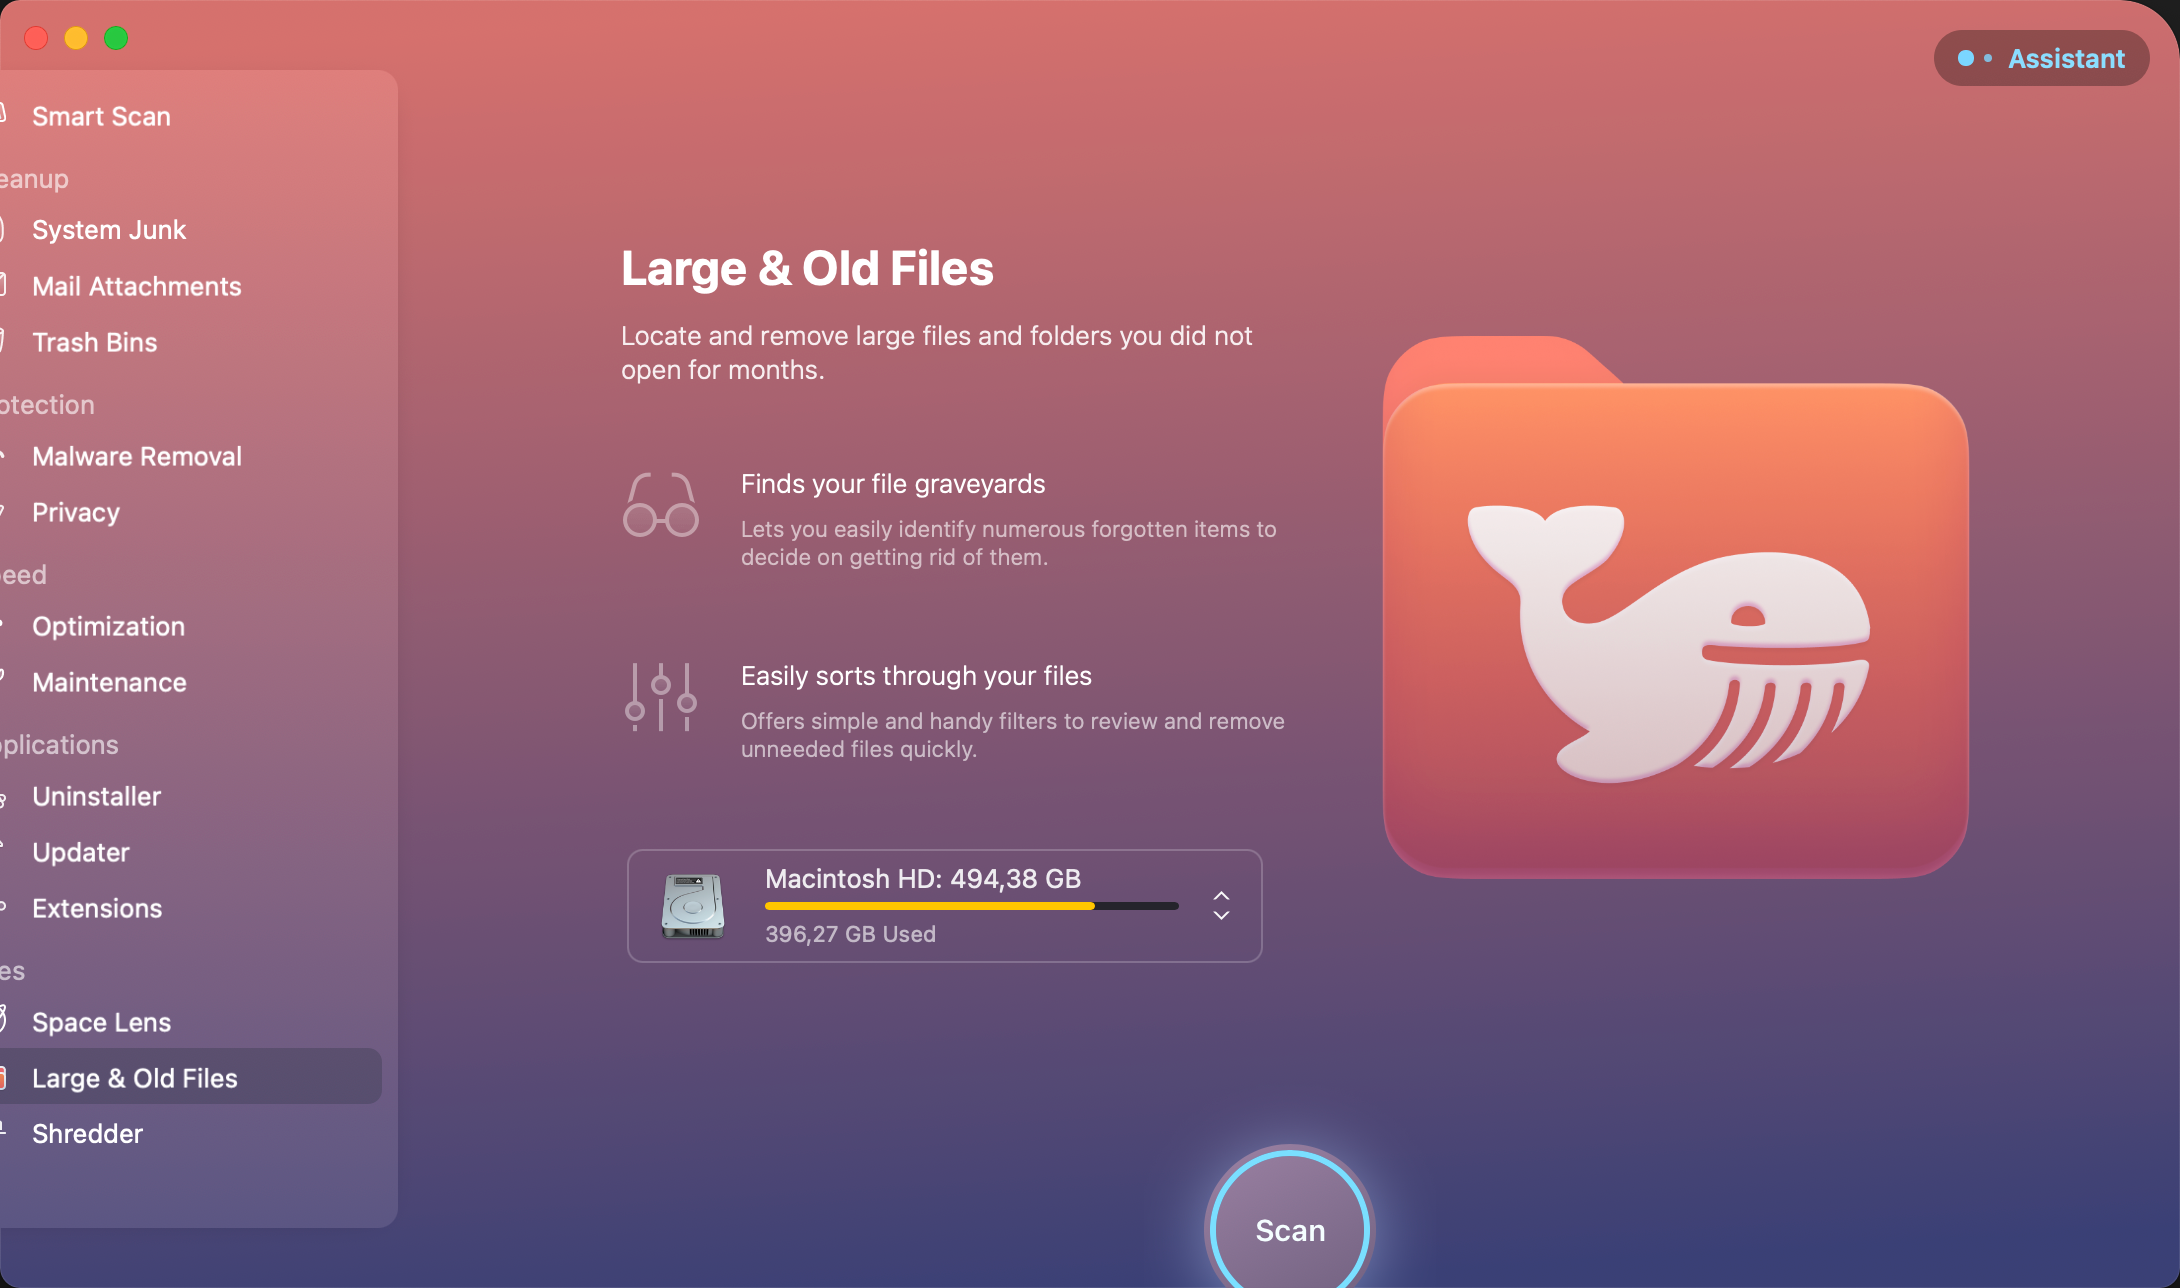 Assistant
Smart Scan
eanup
System Junk
Mail Attachments
Trash Bins
otection
Malware Removal
Privacy
eed
Optimization
Maintenance
plications
Uninstaller
Updater
Extensions
es
Space Lens
Large & Old Files
Shredder
Large & Old Files
Locate and remove large files and folders you did not
open for months.
Finds your file graveyards
Lets you easily identify numerous forgotten items to
decide on getting rid of them.
Easily sorts through your files
Offers simple and handy filters to review and remove
unneeded files quickly.
Macintosh HD: 494,38 GB
396,27 GB Used
Scan